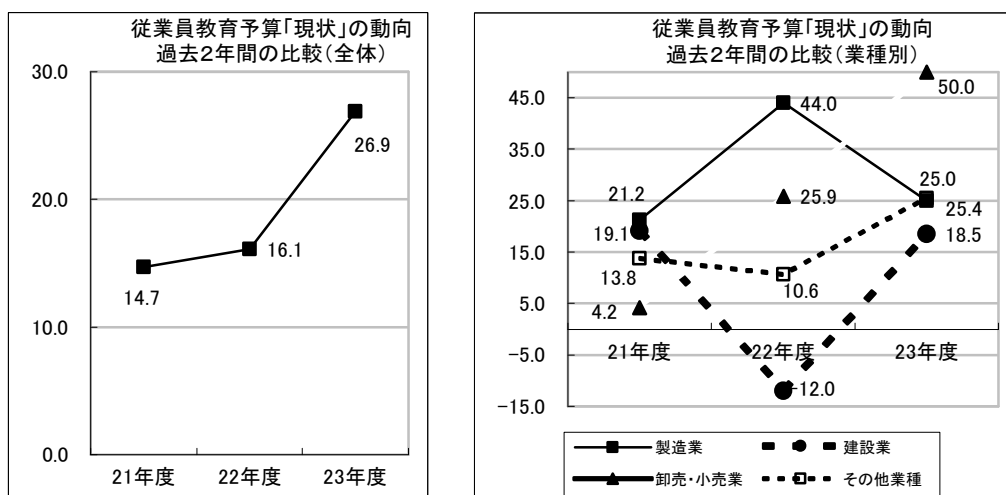 従業員教育予算「現状」の動向
過去2年間の比較(全体)
30.0
20.0
10.0
0.0
14.7
16.1
26.9
21年度
22年度
23年度
従業員教育予算「現状」の動向
過去2年間の比較(業種別)
45.0
35.0
25.0
15.0
5.0
-5.0
-15.0
21.2
19.1
13.8
4.2
44.0
25.9
10.6
-12.0
50.0
25.0
25.4
18.5
21年度
22年度
23年度
製造業
建設業
卸売・小売業
その他業種